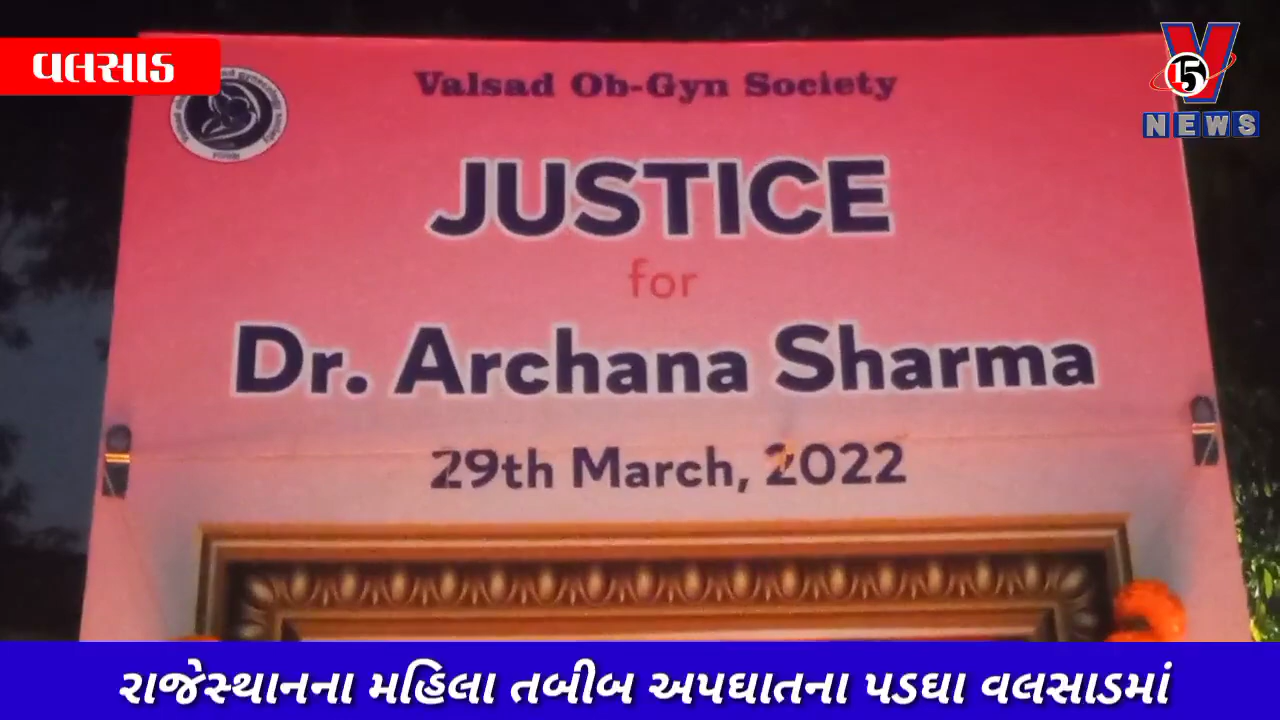 વલસાડ
V
15
NEWS
Valsad Ob-Gyn Society
JUSTICE
for
Dr. Archana Sharma
29th March, 2022
રાજેસ્થાનના મહિલા તબીબ અપઘાતના પડઘા વલસાડમાં